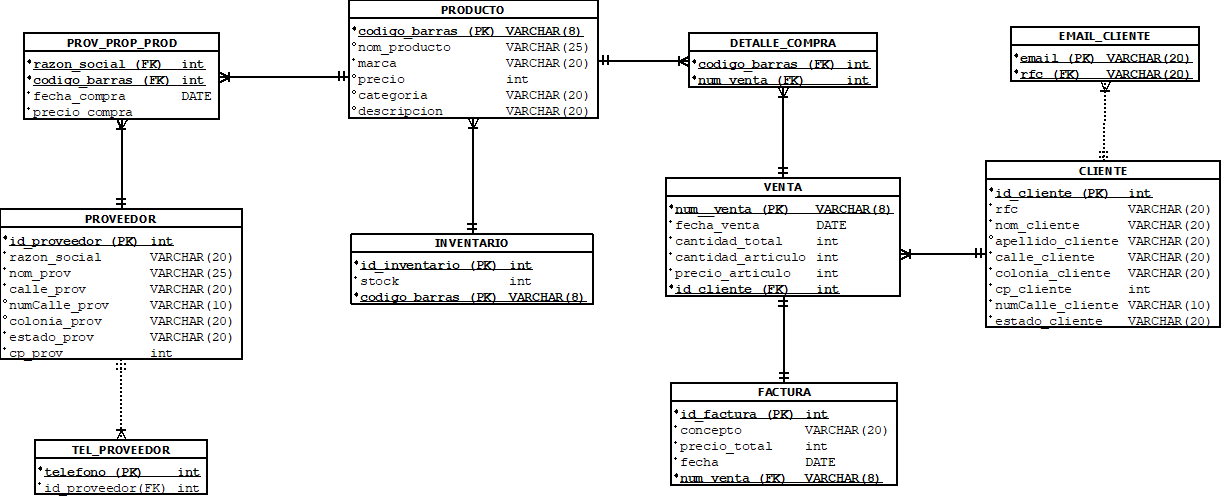 PROV_PROP_PROD
razon_social (FK) int
codigo_barras (FK) int
fecha_compra DATE
precio_compra
PRODUCTO
codigo_barras (PK) VARCHAR(8)
nom_producto VARCHAR(25)
marca VARCHAR(20)
precio int
categoria VARCHAR(20)
descripcion VARCHAR(20)
DETALLE_COMPRA
codigo_barras (FK) int
num_venta (FK) int
EMAIL_CLIENTE
email (PK) VARCHAR(20)
rfc (FK) VARCHAR(20)
PROVEEDOR
id_proveedor (PK) int
razon_social VARCHAR(20)
nom_prov VARCHAR(25)
calle_prov VARCHAR(20)
numCalle_prov VARCHAR(10)
colonia_prov VARCHAR(20)
estado_prov VARCHAR(20)
cp_prov int
INVENTARIO
id_inventario (PK) int
stock int
codigo_barras (PK) VARCHAR(8)
VENTA
num__venta (PK) VARCHAR(8)
fecha_venta DATE
cantidad_total int
cantidad_articulo int
precio_articulo int
id_cliente (FK) int
CLIENTE
id_cliente (PK) int
rfc VARCHAR(20)
nom_cliente VARCHAR(20)
apellido_cliente VARCHAR(20)
calle_cliente VARCHAR(20)
colonia_cliente VARCHAR(20)
cp_cliente int
numCalle_cliente VARCHAR(10)
estado_cliente VARCHAR(20)
TEL_PROVEEDOR
telefono (PK) int
id_proveedor(FK) int
FACTURA
id_factura (PK) int
concepto VARCHAR(20)
precio_total int
fecha DATE
num_venta (FK) VARCHAR(8)